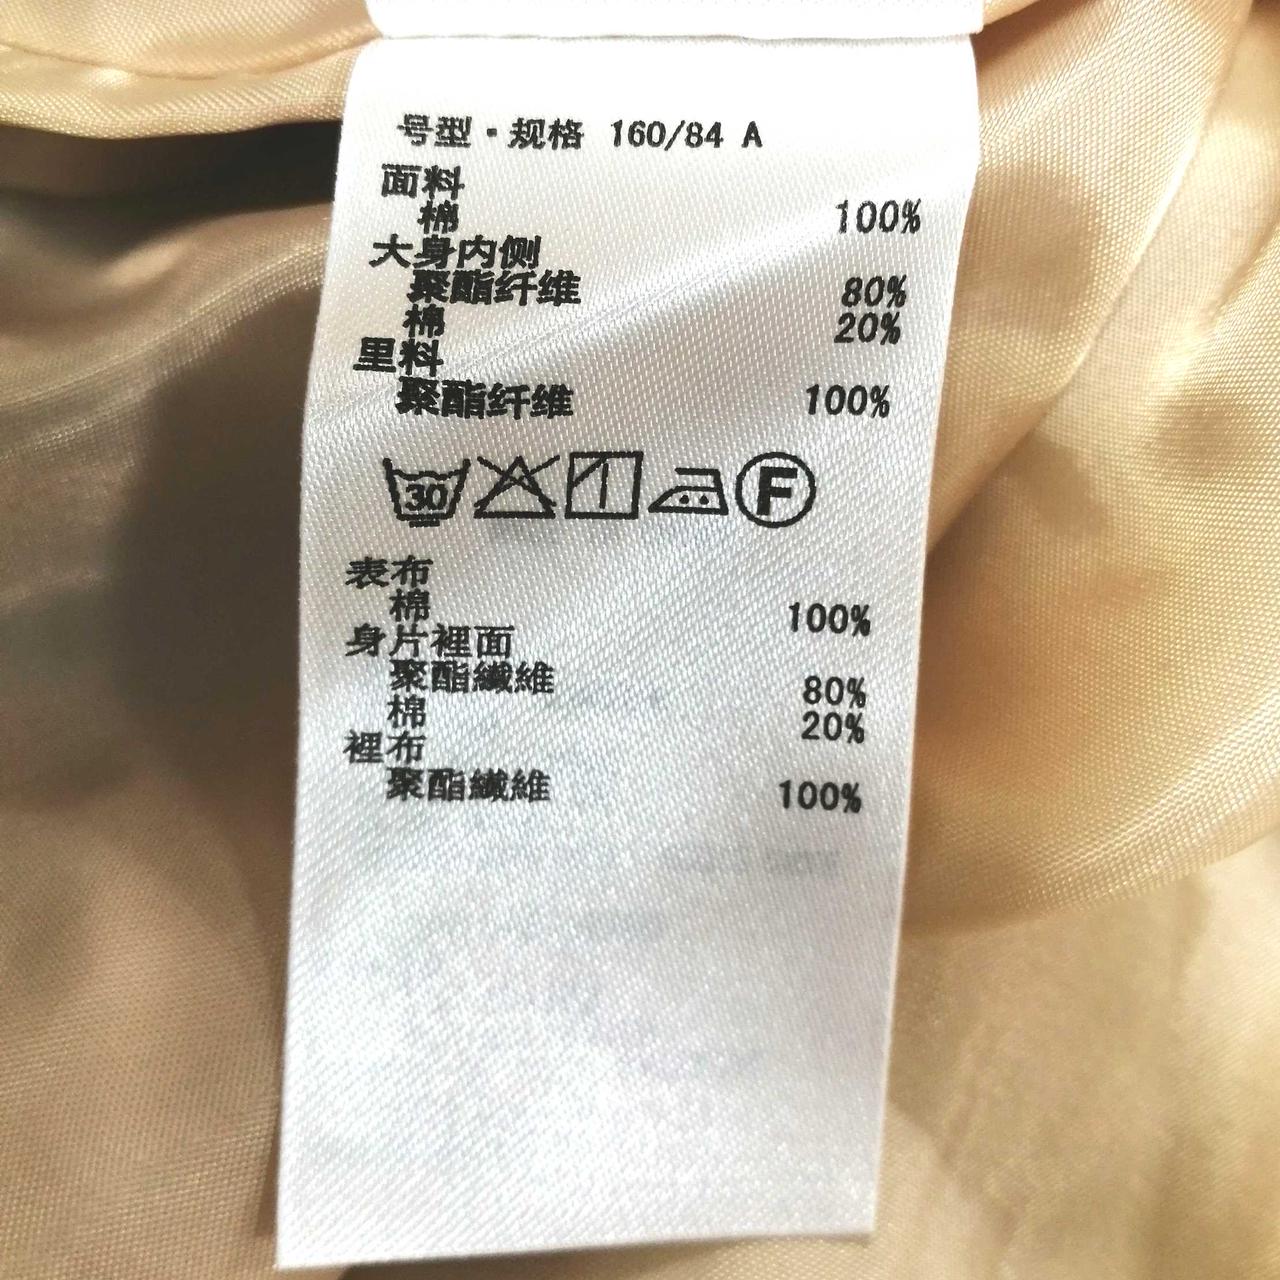 号型·规格 160/84 A
面料
棉 100%
大身内侧
聚酯纤维 80%
棉 20%
里料
聚酯纤维 100%
30 F
表布
棉 100%
身片裡面
聚酯纖維 80%
棉 20%
裡布
聚酯纖維 100%